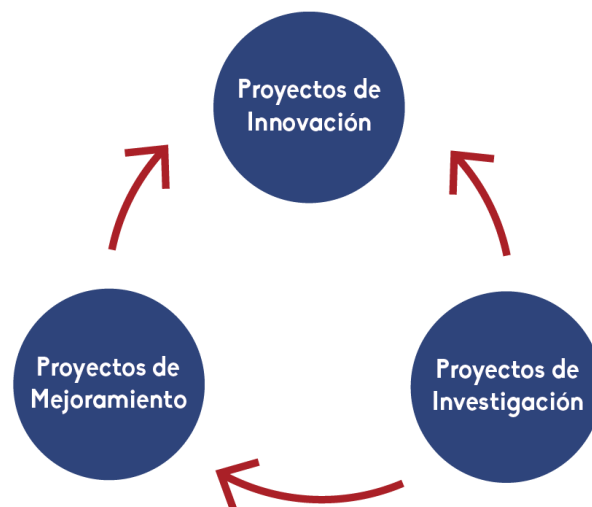 Proyectos de
Innovación
Proyectos de
Mejoramiento
Proyectos de
Investigación